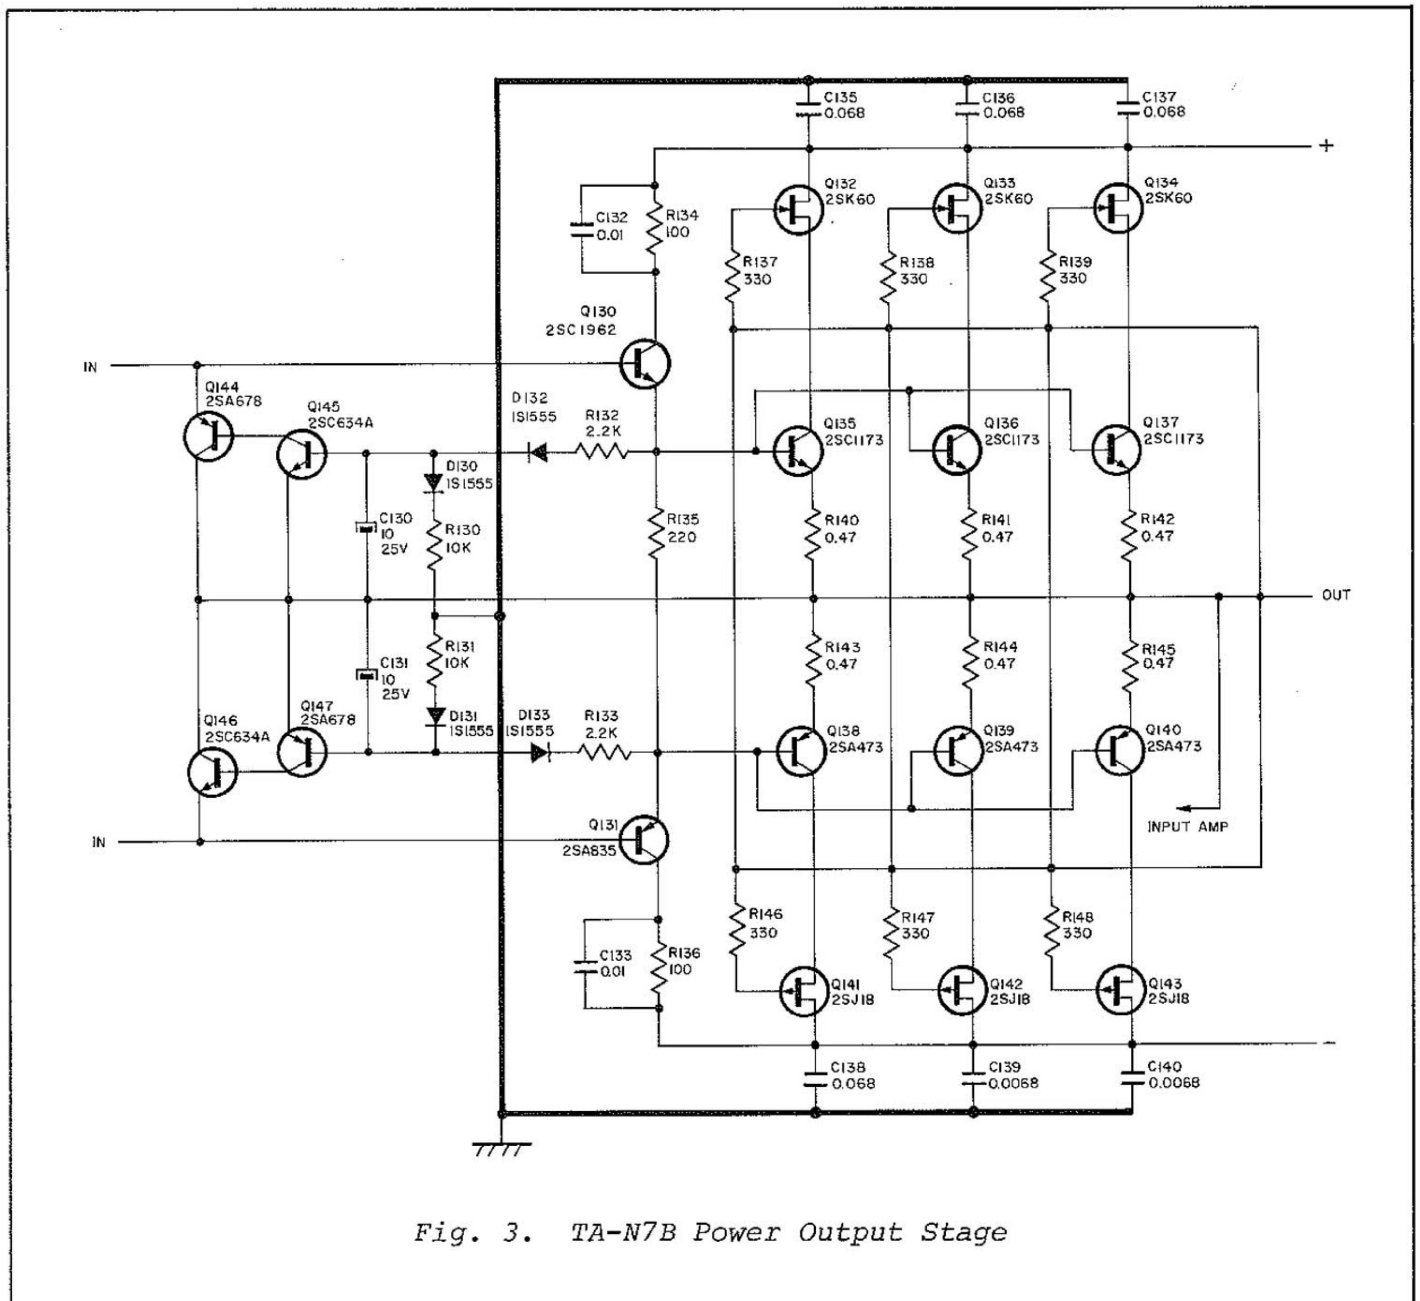 C135
0.068
C136
0.068
C137
0.068
+
Q132
2SK60
Q133
2SK60
Q134
2SK60
C132
0.01
R134
100
R137
330
R138
330
R139
330
Q130
2SC1962
IN
Q144
2SA678
Q145
2SC634A
D132
1S1555
R132
2.2K
Q135
2SC1173
Q136
2SC1173
Q137
2SC1173
D130
1S1555
C130
10
25V
R130
10K
R135
220
R140
0.47
R141
0.47
R142
0.47
OUT
C131
10
25V
R131
10K
R143
0.47
R144
0.47
R145
0.47
Q146
2SC634A
Q147
2SA678
D131
1S1555
D133
1S1555
R133
2.2K
Q138
2SA473
Q139
2SA473
Q140
2SA473
INPUT AMP
IN
Q131
2SA835
R146
330
R147
330
R148
330
C133
0.01
R136
100
Q141
2SJ18
Q142
2SJ18
Q143
2SJ18
−
C138
0.068
C139
0.0068
C140
0.0068
Fig. 3. TA-N7B Power Output Stage